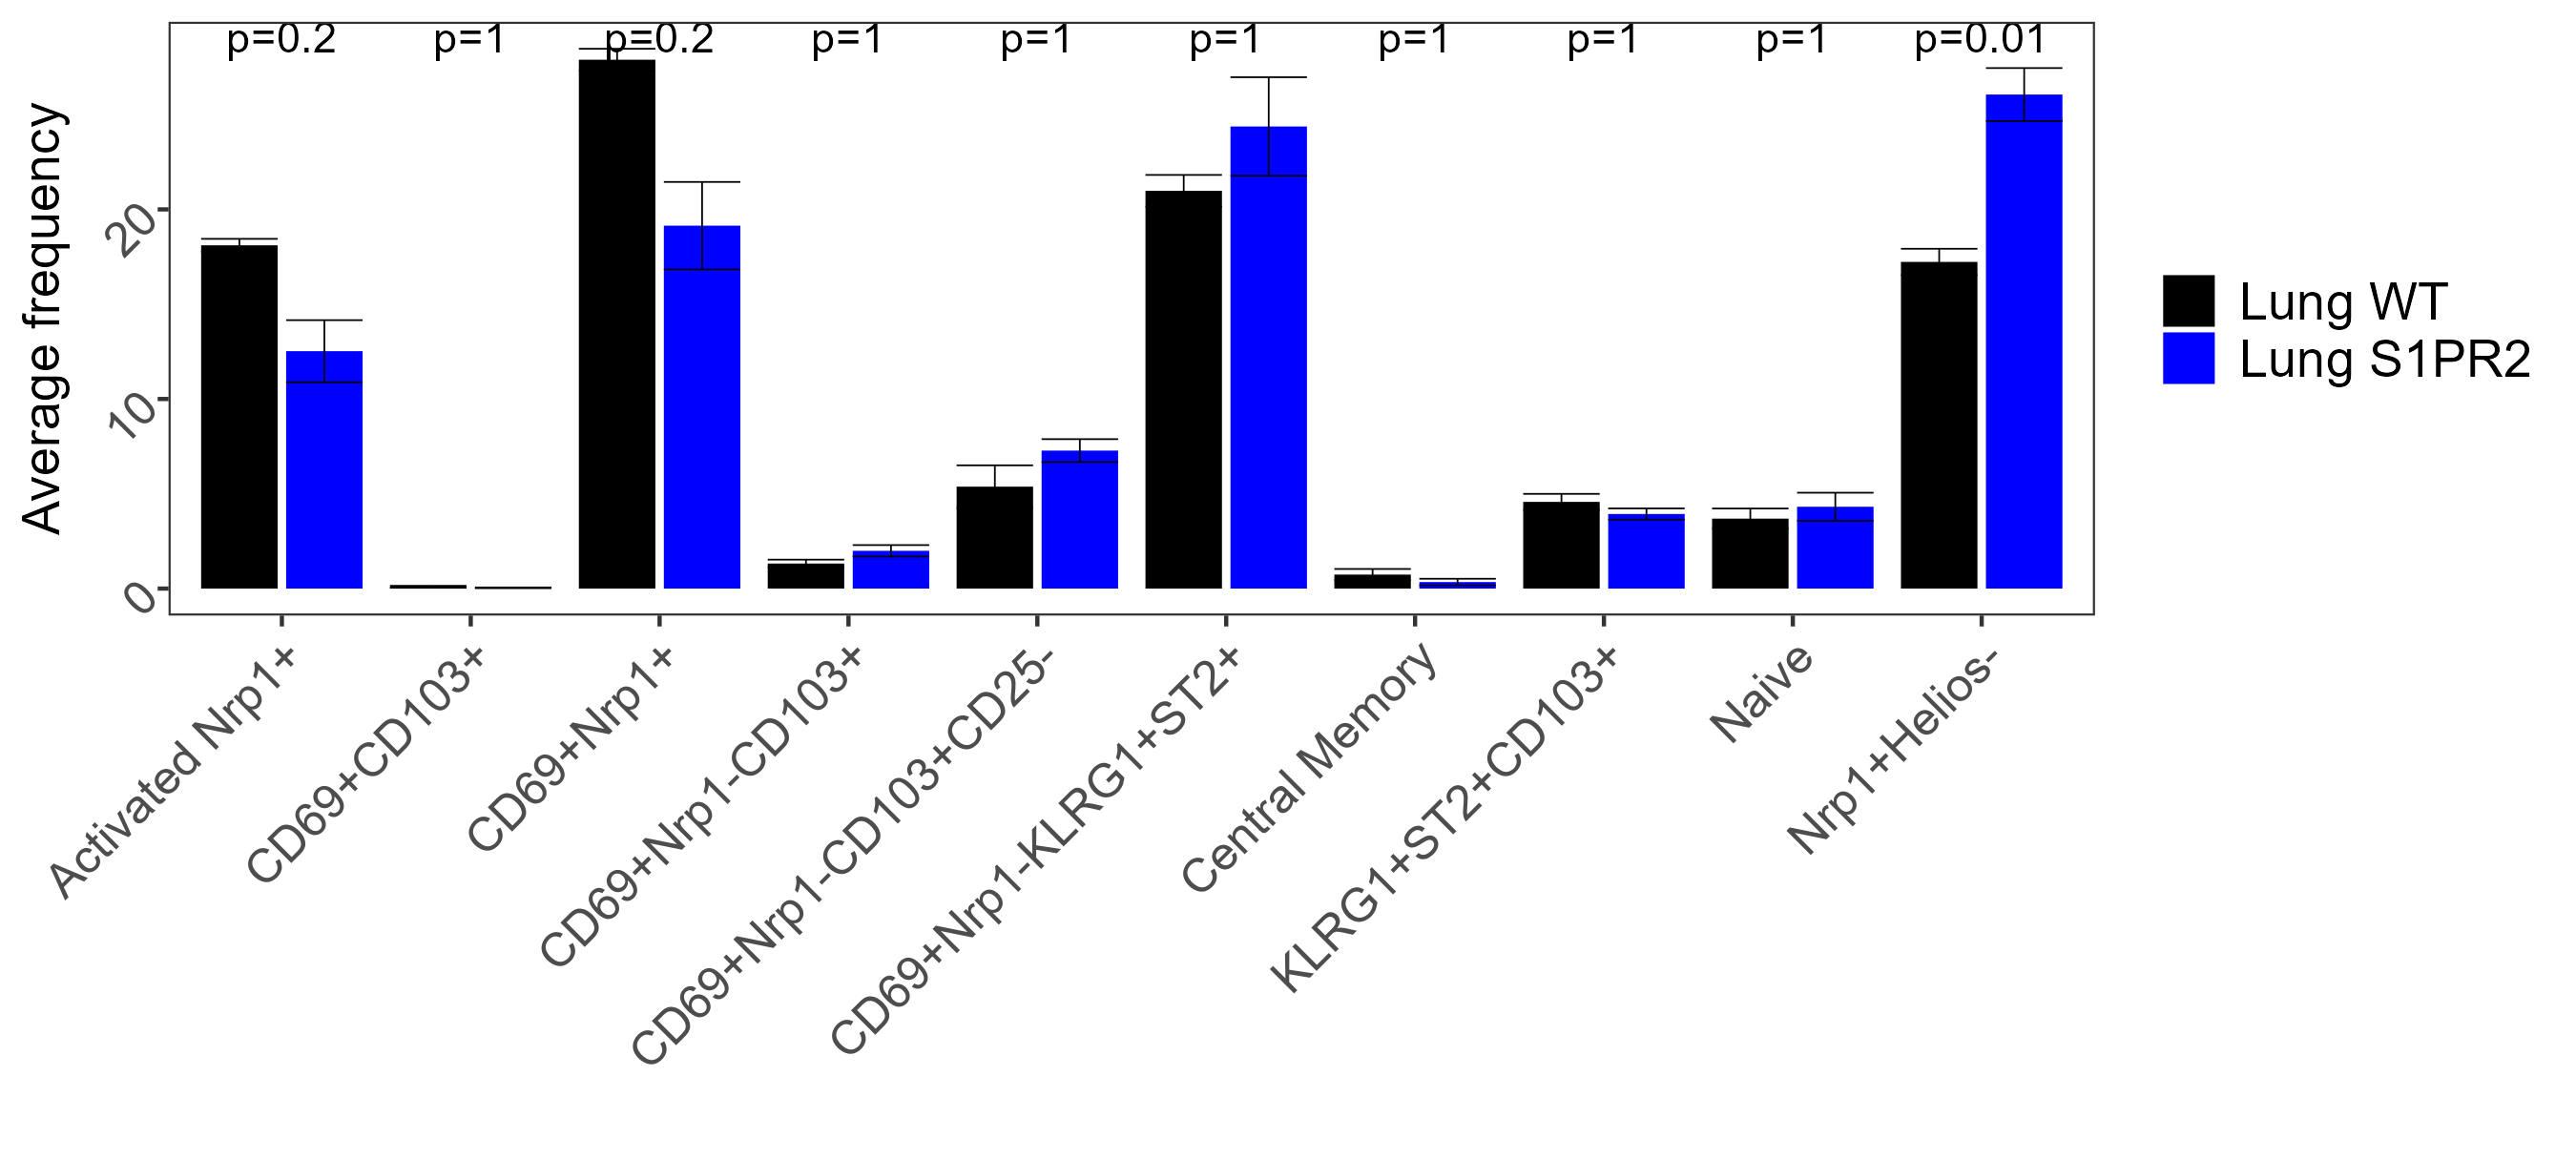 p=0.2 p=1 p=0.2 p=1 p=1 p=1 p=1 p=1 p=1 p=0.01
Average frequency
20
10
0
Lung WT
Lung S1PR2
Activated Nrp1+
CD69+CD103+
CD69+Nrp1+
CD69+Nrp1-CD103+
CD69+Nrp1-CD103+CD25-
CD69+Nrp1-KLRG1+ST2+
Central Memory
KLRG1+ST2+CD103+
Naive
Nrp1+Helios-